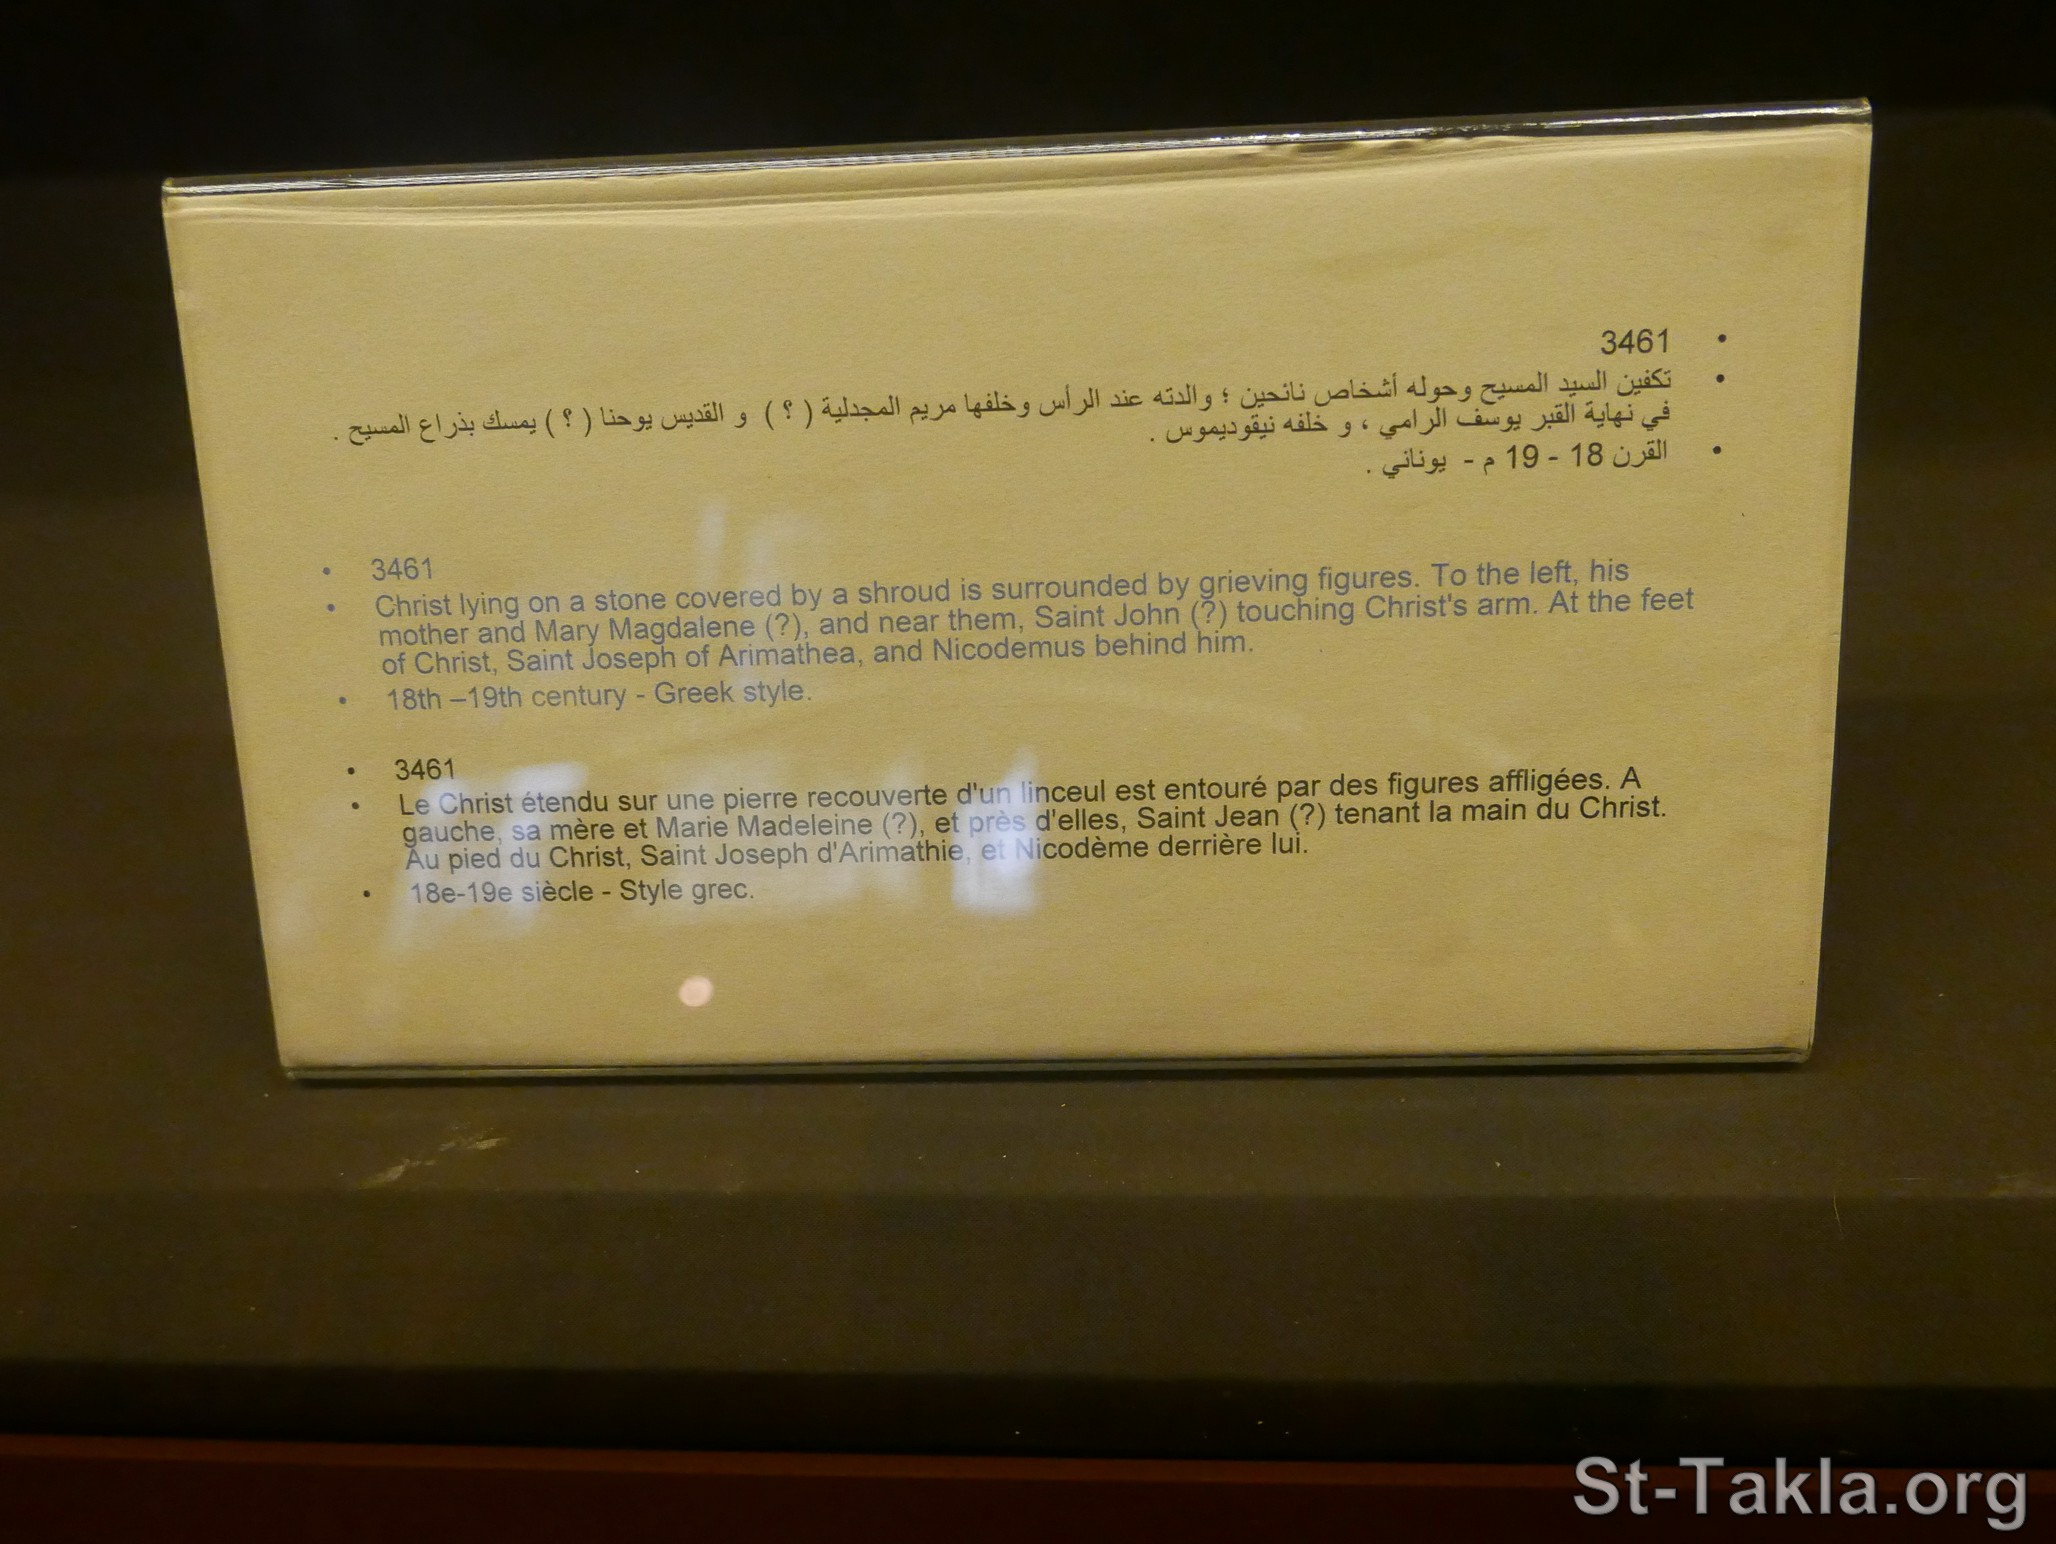 • 3461
• تكفين السيد المسيح وحوله أشخاص نائحين ؛ والدته عند الرأس وخلفها مريم المجدلية ( ؟ ) و القديس يوحنا ( ؟ ) يمسك بذراع المسيح .
في نهاية القبر يوسف الرامي ، و خلفه نيقوديموس .
• القرن 18 - 19 م - يوناني .
• 3461
• Christ lying on a stone covered by a shroud is surrounded by grieving figures. To the left, his
mother and Mary Magdalene (?), and near them, Saint John (?) touching Christ's arm. At the feet
of Christ, Saint Joseph of Arimathea, and Nicodemus behind him.
• 18th –19th century - Greek style.
• 3461
• Le Christ étendu sur une pierre recouverte d'un linceul est entouré par des figures affligées. A
gauche, sa mère et Marie Madeleine (?), et près d'elles, Saint Jean (?) tenant la main du Christ.
Au pied du Christ, Saint Joseph d'Arimathie, et Nicodème derrière lui.
• 18e-19e siècle - Style grec.
St-Takla.org